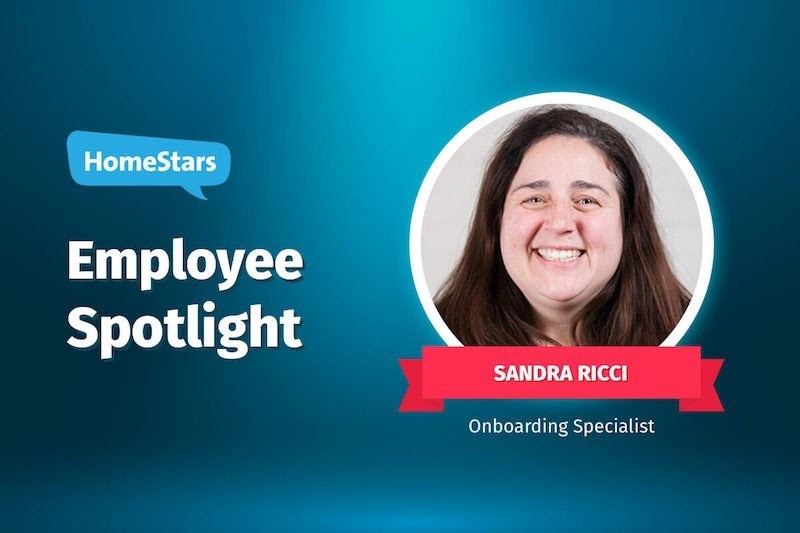 HomeStars
Employee
Spotlight
SANDRA RICCI
Onboarding Specialist